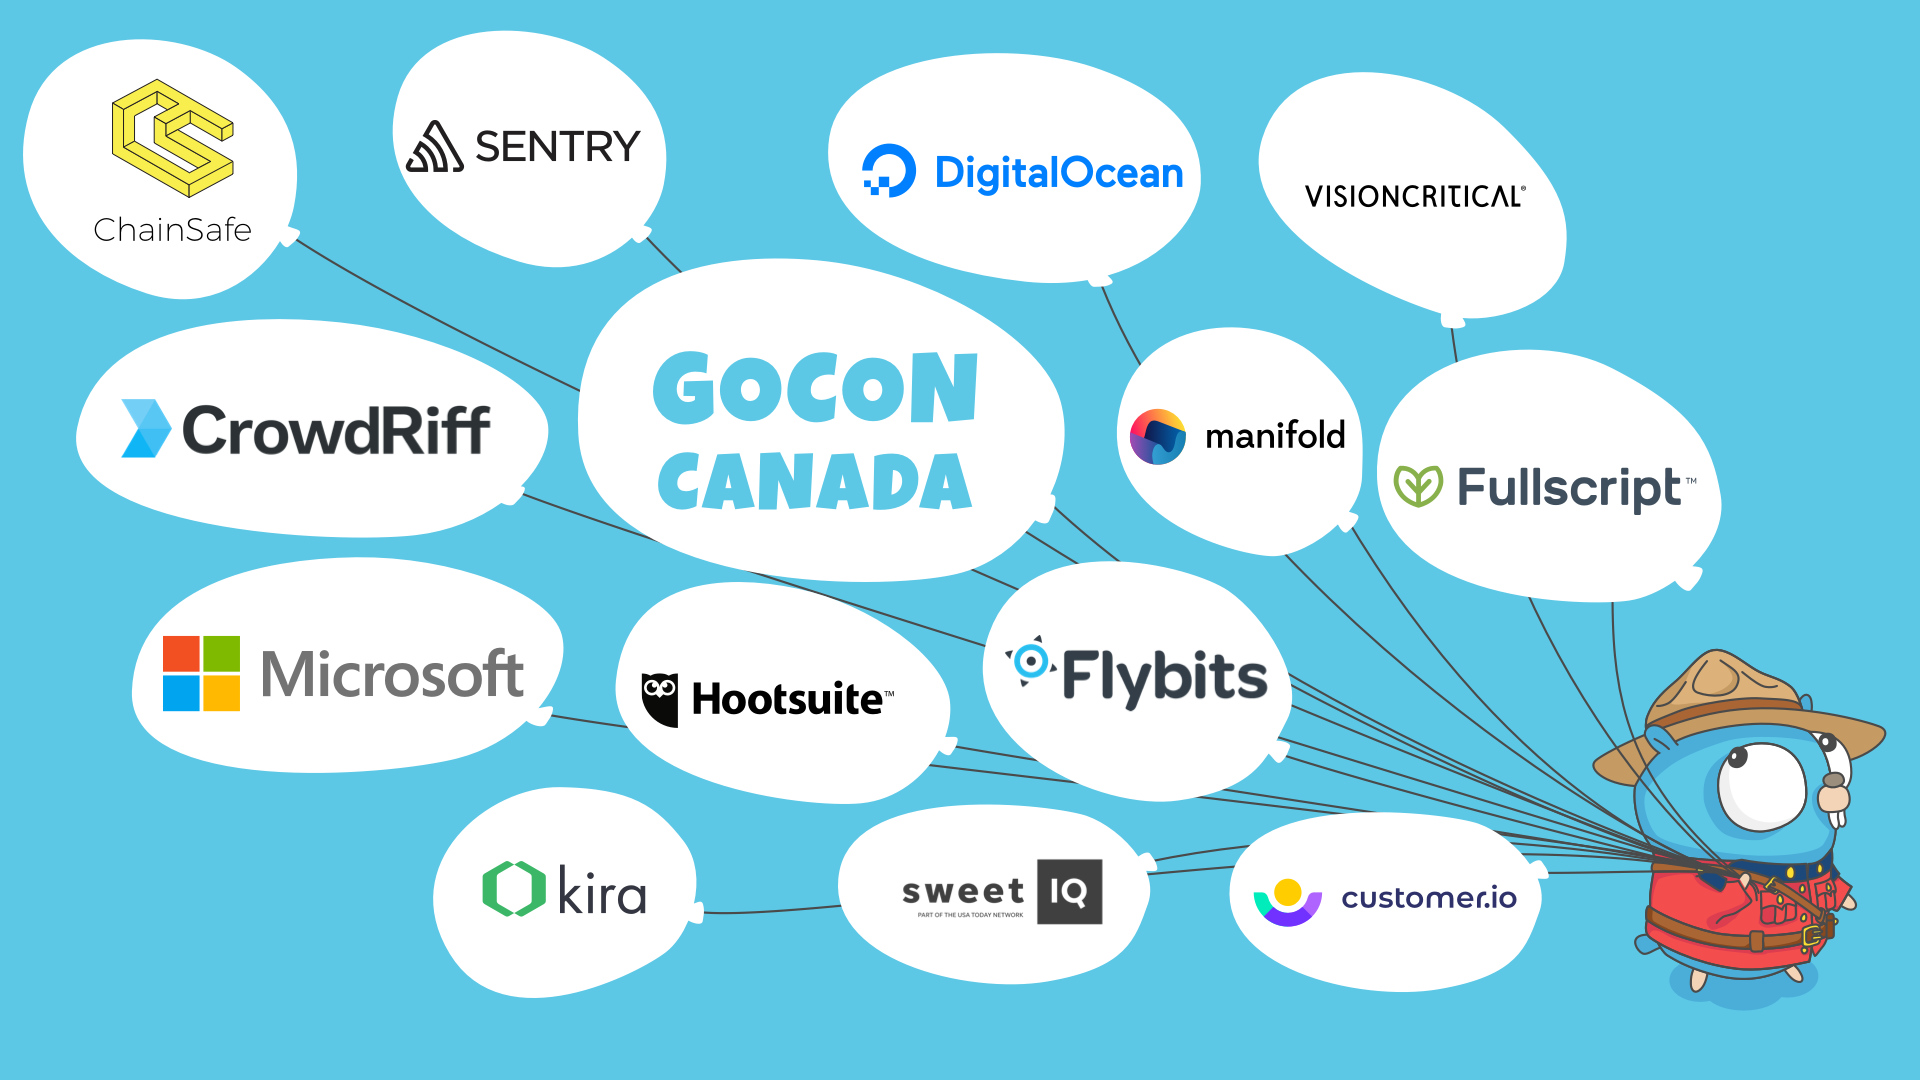 ChainSafe
SENTRY
DigitalOcean
VISIONCRITICAL®
GOCON
CANADA
CrowdRiff
manifold
Fullscript™
Microsoft
Hootsuite™
Flybits
kira
sweet IQ
PART OF THE USA TODAY NETWORK
customer.io